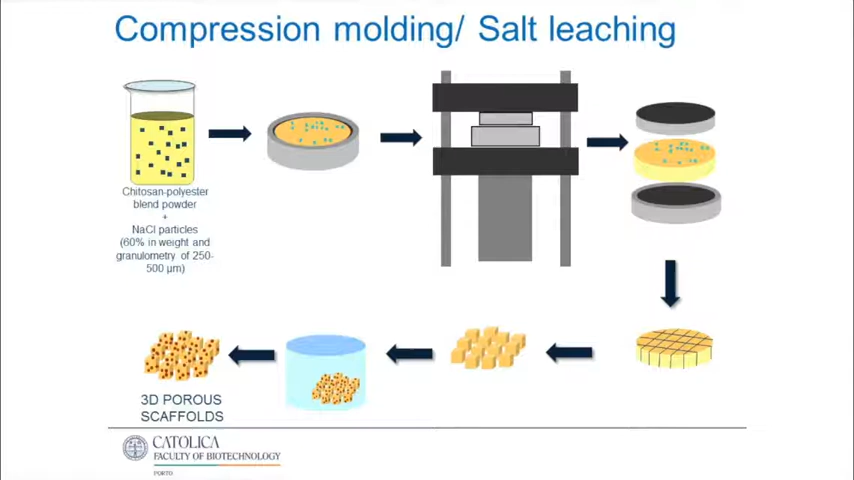 Compression molding/ Salt leaching
Chitosan-polyester
blend powder
+
NaCl particles
(60% in weight and
granulometry of 250-
500 µm)
3D POROUS
SCAFFOLDS
CATÓLICA
FACULTY OF BIOTECHNOLOGY
PORTO